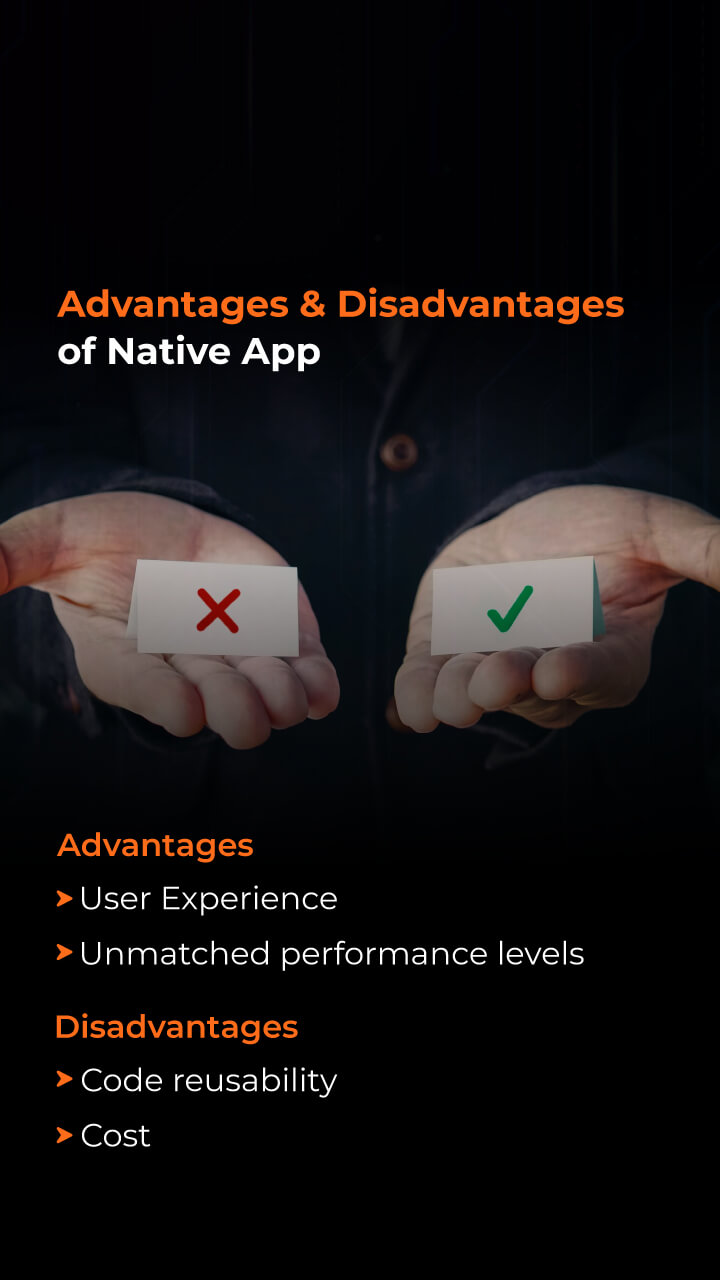 Advantages & Disadvantages
of Native App
Advantages
User Experience
Unmatched performance levels
Disadvantages
Code reusability
Cost